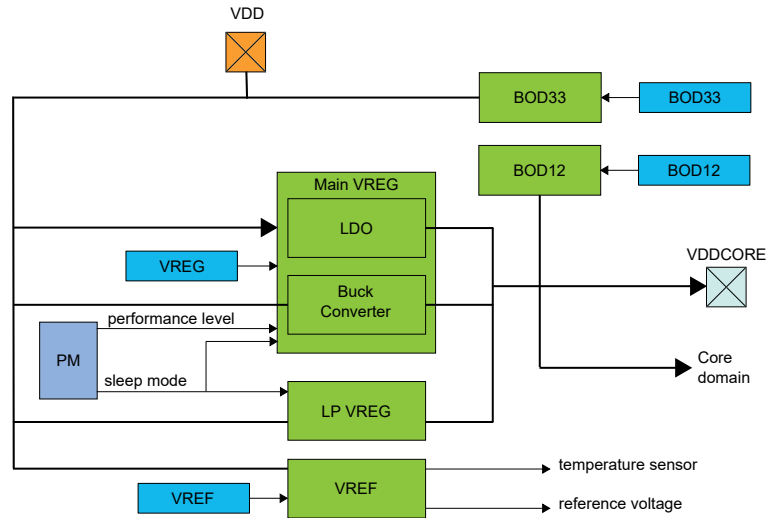 VDD
BOD33
BOD33
BOD12
BOD12
Main VREG
LDO
VREG
VDDCORE
Buck
Converter
performance level
PM
sleep mode
Core
domain
LP VREG
VREF
temperature sensor
VREF
reference voltage